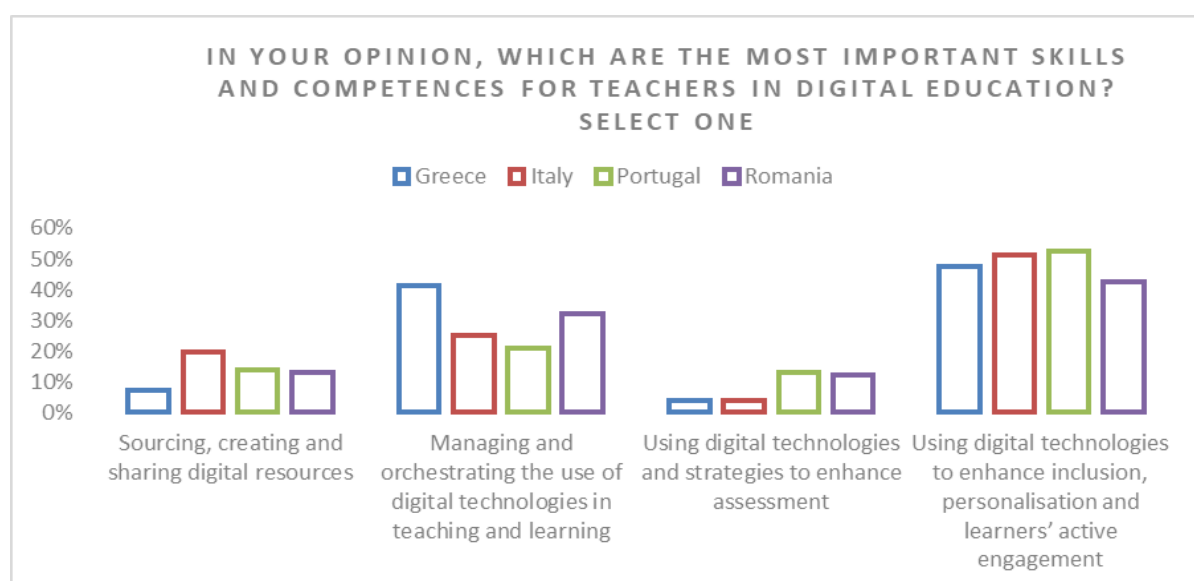 IN YOUR OPINION, WHICH ARE THE MOST IMPORTANT SKILLS
AND COMPETENCES FOR TEACHERS IN DIGITAL EDUCATION?
SELECT ONE
Greece Italy Portugal Romania
60%
50%
40%
30%
20%
10%
0%
Sourcing, creating and
sharing digital resources
Managing and
orchestrating the use of
digital technologies in
teaching and learning
Using digital technologies
and strategies to enhance
assessment
Using digital technologies
to enhance inclusion,
personalisation and
learners’ active
engagement